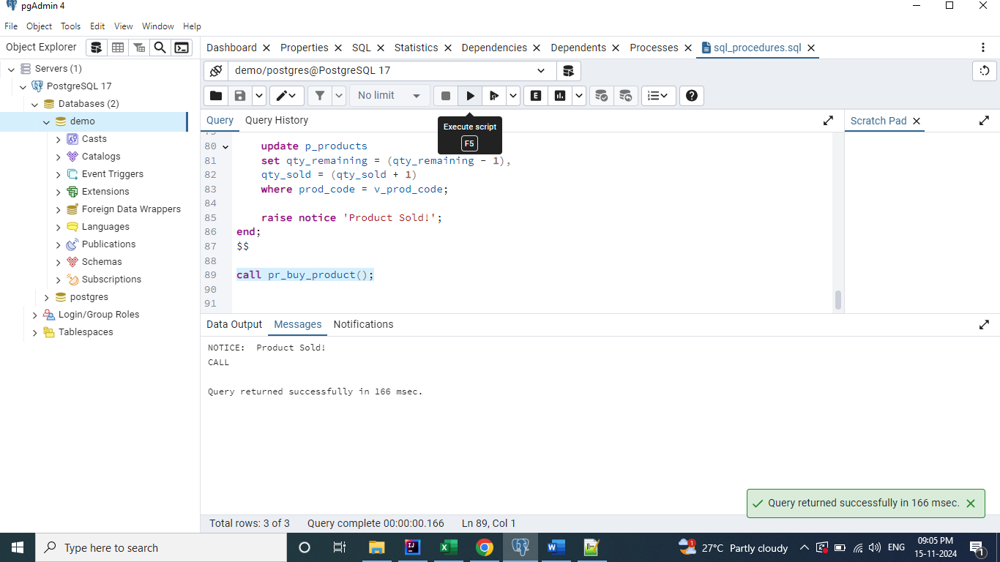 pgAdmin 4
File Object Tools Edit View Window Help
Object Explorer
Servers (1)
PostgreSQL 17
Databases (2)
demo
Casts
Catalogs
Event Triggers
Extensions
Foreign Data Wrappers
Languages
Publications
Schemas
Subscriptions
postgres
Login/Group Roles
Tablespaces
Dashboard Properties SQL Statistics Dependencies Dependents Processes sql_procedures.sql
demo/postgres@PostgreSQL 17
No limit
E
Query Query History
Execute script
F5
Scratch Pad
80 update p_products
81 set qty_remaining = (qty_remaining - 1),
82 qty_sold = (qty_sold + 1)
83 where prod_code = v_prod_code;
84
85 raise notice 'Product Sold!';
86 end;
87 $$
88
89 call pr_buy_product();
90
91
Data Output Messages Notifications
NOTICE:  Product Sold!
CALL
Query returned successfully in 166 msec.
Query returned successfully in 166 msec.
Total rows: 3 of 3 Query complete 00:00:00.166 Ln 89, Col 1
Type here to search
27°C Partly cloudy
ENG
09:05 PM
15-11-2024
1